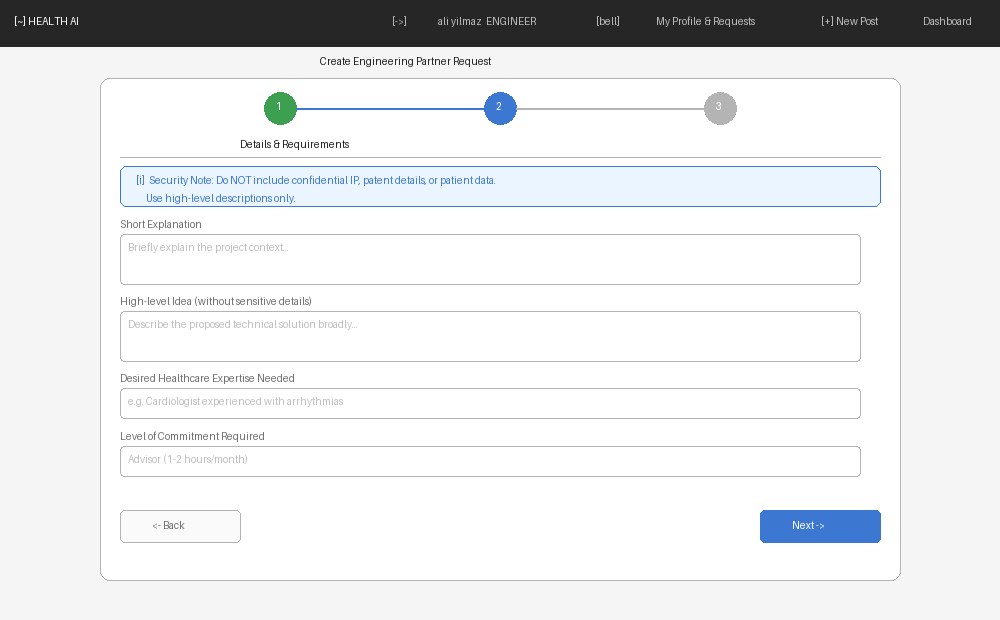 [~] HEALTH AI
[->]
ali yilmaz ENGINEER
[bell]
My Profile & Requests
[+] New Post
Dashboard
Create Engineering Partner Request
1
2
3
Details & Requirements
[i] Security Note: Do NOT include confidential IP, patent details, or patient data.
Use high-level descriptions only.
Short Explanation
Briefly explain the project context...
High-level Idea (without sensitive details)
Describe the proposed technical solution broadly...
Desired Healthcare Expertise Needed
e.g. Cardiologist experienced with arrhythmias
Level of Commitment Required
Advisor (1-2 hours/month)
<- Back
Next ->